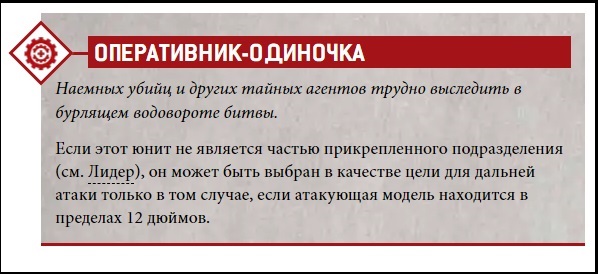 ОПЕРАТИВНИК-ОДИНОЧКА
Наемных убийц и других тайных агентов трудно выследить в
бурлящем водовороте битвы.
Если этот юнит не является частью прикрепленного подразделения
(см. Лидер), он может быть выбран в качестве цели для дальней
атаки только в том случае, если атакующая модель находится в
пределах 12 дюймов.